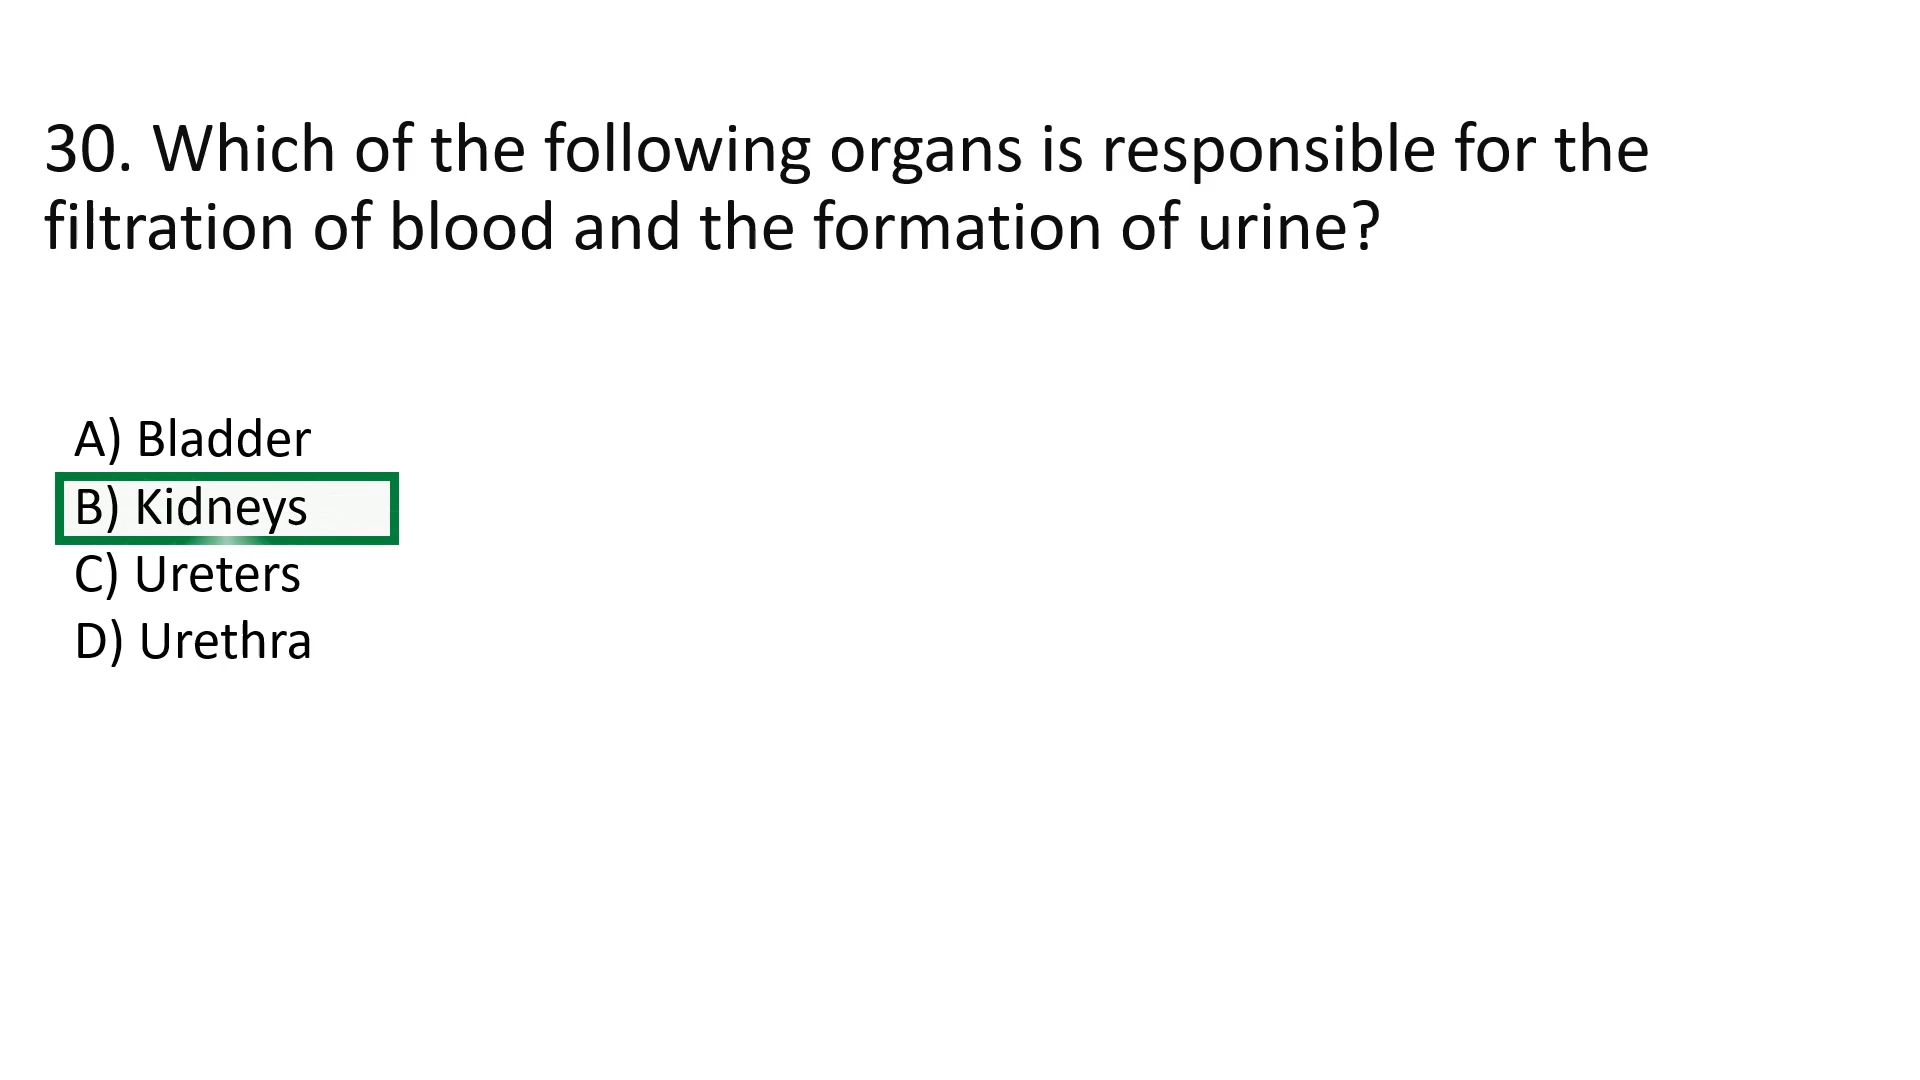 30. Which of the following organs is responsible for the
filtration of blood and the formation of urine?
A) Bladder
B) Kidneys
C) Ureters
D) Urethra